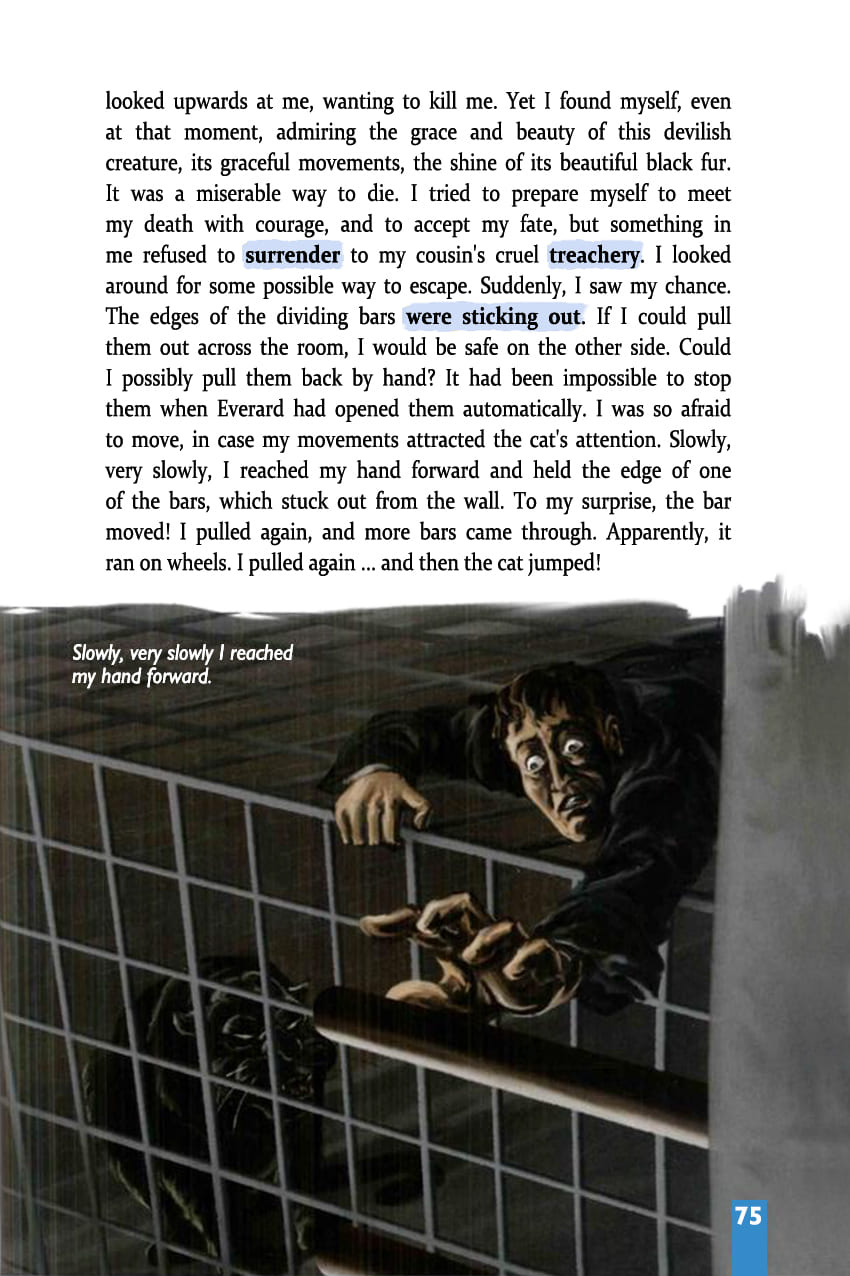 looked upwards at me, wanting to kill me. Yet I found myself, even
at that moment, admiring the grace and beauty of this devilish
creature, its graceful movements, the shine of its beautiful black fur.
It was a miserable way to die. I tried to prepare myself to meet
my death with courage, and to accept my fate, but something in
me refused to surrender to my cousin's cruel treachery. I looked
around for some possible way to escape. Suddenly, I saw my chance.
The edges of the dividing bars were sticking out. If I could pull
them out across the room, I would be safe on the other side. Could
I possibly pull them back by hand? It had been impossible to stop
them when Everard had opened them automatically. I was so afraid
to move, in case my movements attracted the cat's attention. Slowly,
very slowly, I reached my hand forward and held the edge of one
of the bars, which stuck out from the wall. To my surprise, the bar
moved! I pulled again, and more bars came through. Apparently, it
ran on wheels. I pulled again ... and then the cat jumped!
Slowly, very slowly I reached
my hand forward.
75